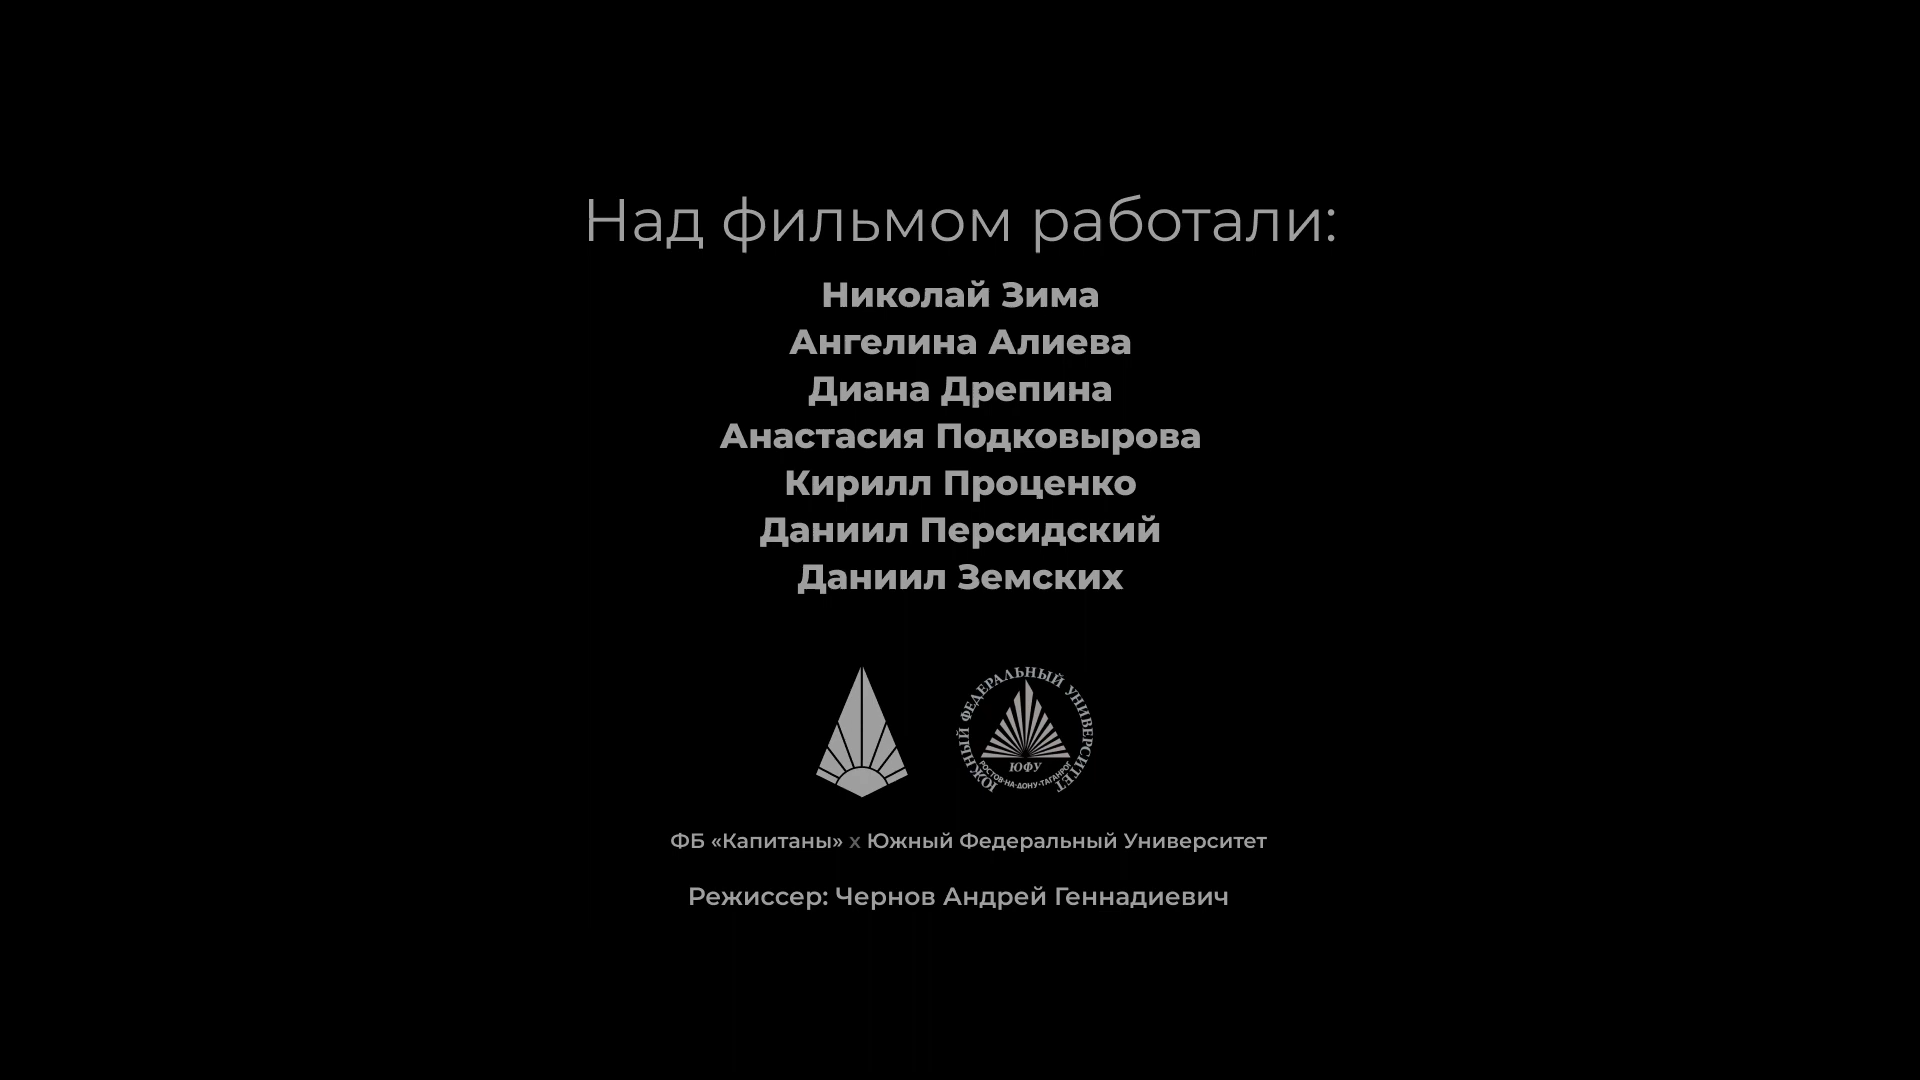 Над фильмом работали:
Николай Зима
Ангелина Алиева
Диана Дрепина
Анастасия Подковырова
Кирилл Проценко
Даниил Персидский
Даниил Земских
ЮЖНЫЙ ФЕДЕРАЛЬНЫЙ УНИВЕРСИТЕТ
ЮФУ
РОСТОВ-НА-ДОНУ-ТАГАНРОГ
ФБ «Капитаны» x Южный Федеральный Университет
Режиссер: Чернов Андрей Геннадиевич